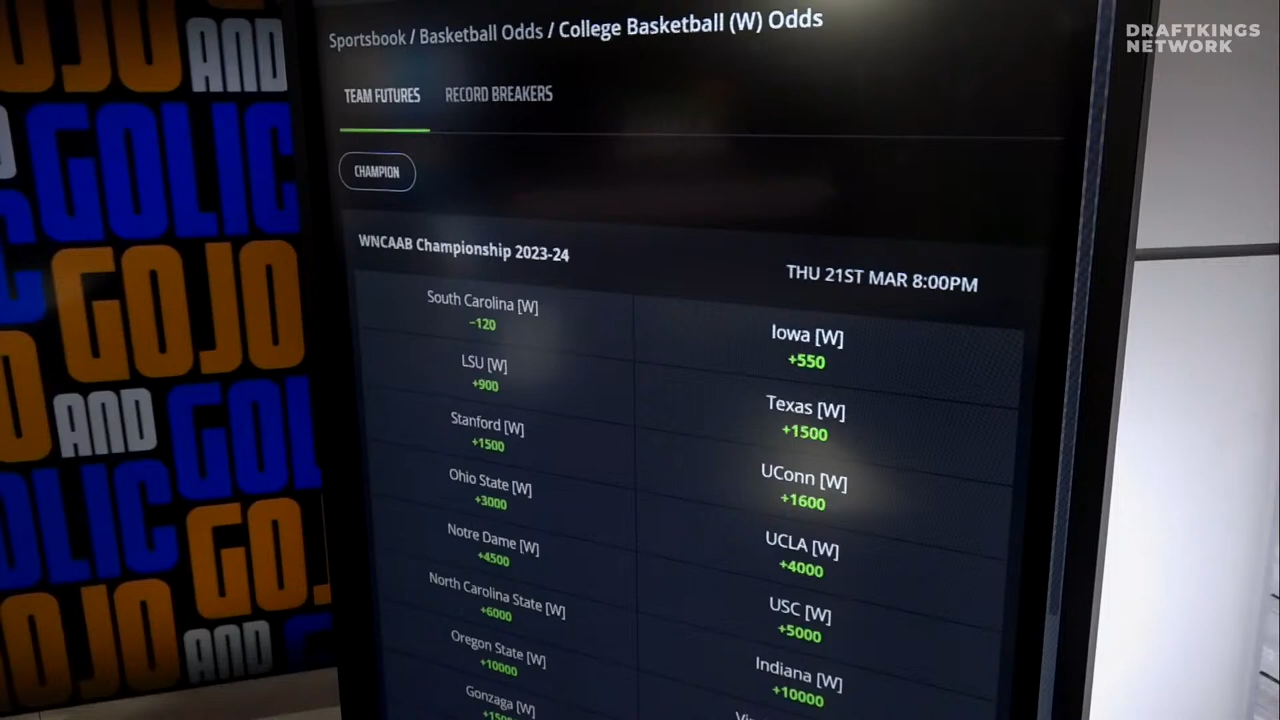 DRAFTKINGS
NETWORK
GOJO AND
GOLIC
GOJO
AND GOL
OLIC
GO
GOJO AND
Sportsbook / Basketball Odds / College Basketball (W) Odds
TEAM FUTURES RECORD BREAKERS
CHAMPION
WNCAAB Championship 2023-24
THU 21ST MAR 8:00PM
South Carolina [W]
-120
Iowa [W]
+550
LSU [W]
+900
Texas [W]
+1500
Stanford [W]
+1500
UConn [W]
+1600
Ohio State [W]
+3000
UCLA [W]
+4000
Notre Dame [W]
+4500
USC [W]
+5000
North Carolina State [W]
+6000
Indiana [W]
+10000
Oregon State [W]
+10000
Gonzaga [W]